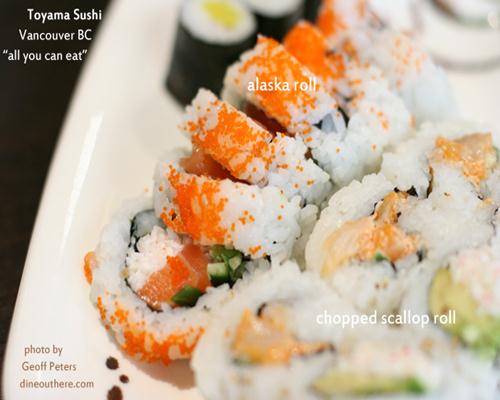 Toyama Sushi
Vancouver BC
“all you can eat”
alaska roll
chopped scallop roll
photo by
Geoff Peters
dineouthere.com